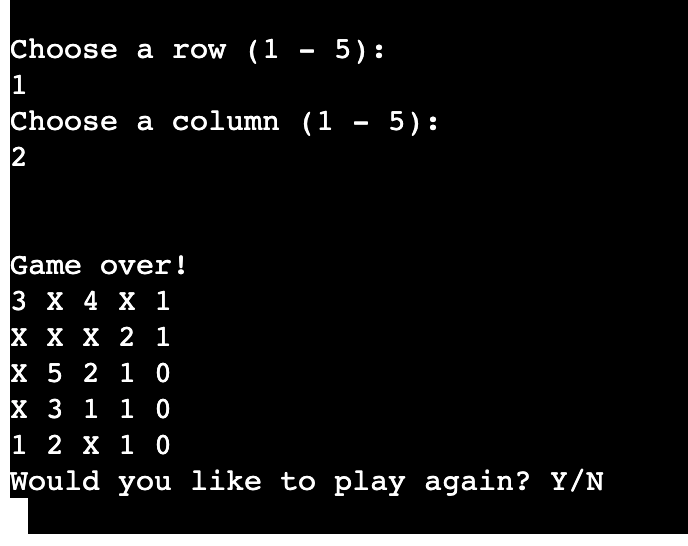 Choose a row (1 - 5):
1
Choose a column (1 - 5):
2
Game over!
3 X 4 X 1
X X X 2 1
X 5 2 1 0
X 3 1 1 0
1 2 X 1 0
Would you like to play again? Y/N